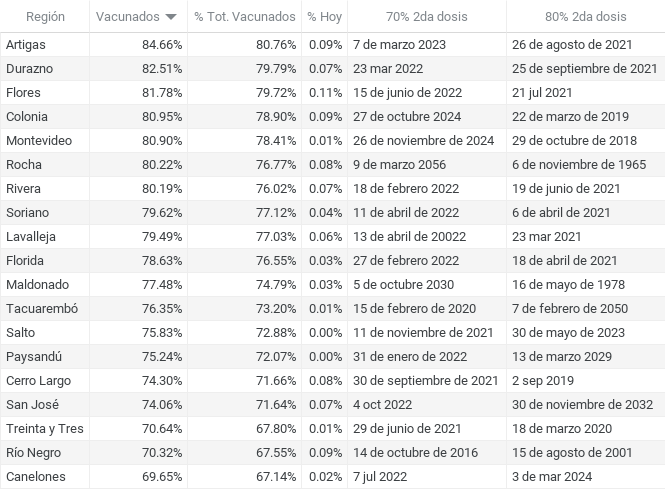 Región Vacunados % Tot. Vacunados % Hoy 70% 2da dosis 80% 2da dosis
Artigas 84.66% 80.76% 0.09% 7 de marzo 2023 26 de agosto de 2021
Durazno 82.51% 79.79% 0.07% 23 mar 2022 25 de septiembre de 2021
Flores 81.78% 79.72% 0.11% 15 de junio de 2022 21 jul 2021
Colonia 80.95% 78.90% 0.09% 27 de octubre 2024 22 de marzo de 2019
Montevideo 80.90% 78.41% 0.01% 26 de noviembre de 2024 29 de octubre de 2018
Rocha 80.22% 76.77% 0.08% 9 de marzo 2056 6 de noviembre de 1965
Rivera 80.19% 76.02% 0.07% 18 de febrero 2022 19 de junio de 2021
Soriano 79.62% 77.12% 0.04% 11 de abril de 2022 6 de abril de 2021
Lavalleja 79.49% 77.03% 0.06% 13 de abril de 20022 23 mar 2021
Florida 78.63% 76.55% 0.03% 27 de febrero 2022 18 de abril de 2021
Maldonado 77.48% 74.79% 0.03% 5 de octubre 2030 16 de mayo de 1978
Tacuarembó 76.35% 73.20% 0.01% 15 de febrero de 2020 7 de febrero de 2050
Salto 75.83% 72.88% 0.00% 11 de noviembre de 2021 30 de mayo de 2023
Paysandú 75.24% 72.07% 0.00% 31 de enero de 2022 13 de marzo 2029
Cerro Largo 74.30% 71.66% 0.08% 30 de septiembre de 2021 2 sep 2019
San José 74.06% 71.64% 0.07% 4 oct 2022 30 de noviembre de 2032
Treinta y Tres 70.64% 67.80% 0.01% 29 de junio de 2021 18 de marzo 2020
Río Negro 70.32% 67.55% 0.09% 14 de octubre de 2016 15 de agosto de 2001
Canelones 69.65% 67.14% 0.02% 7 jul 2022 3 de mar 2024